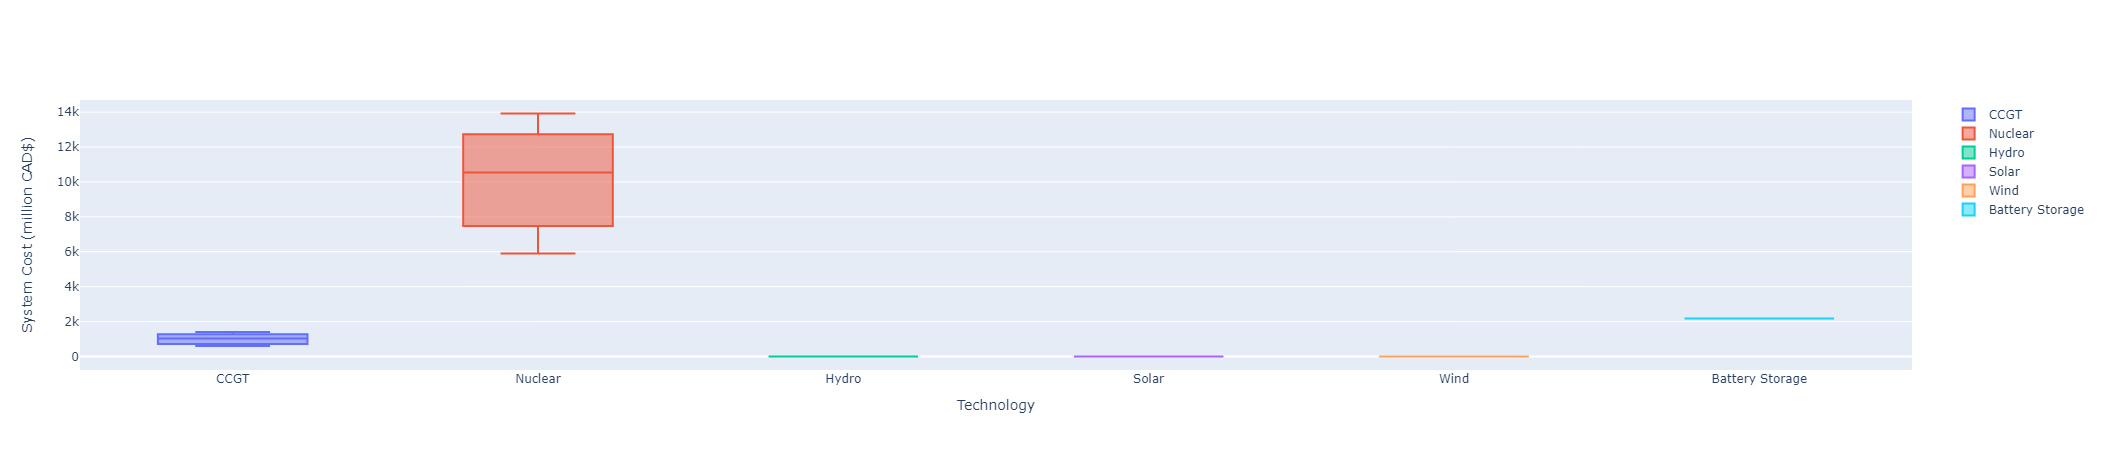 System Cost (million CAD$)
14k
12k
10k
8k
6k
4k
2k
0
CCGT
Nuclear
Hydro
Solar
Wind
Battery Storage
Technology
CCGT
Nuclear
Hydro
Solar
Wind
Battery Storage